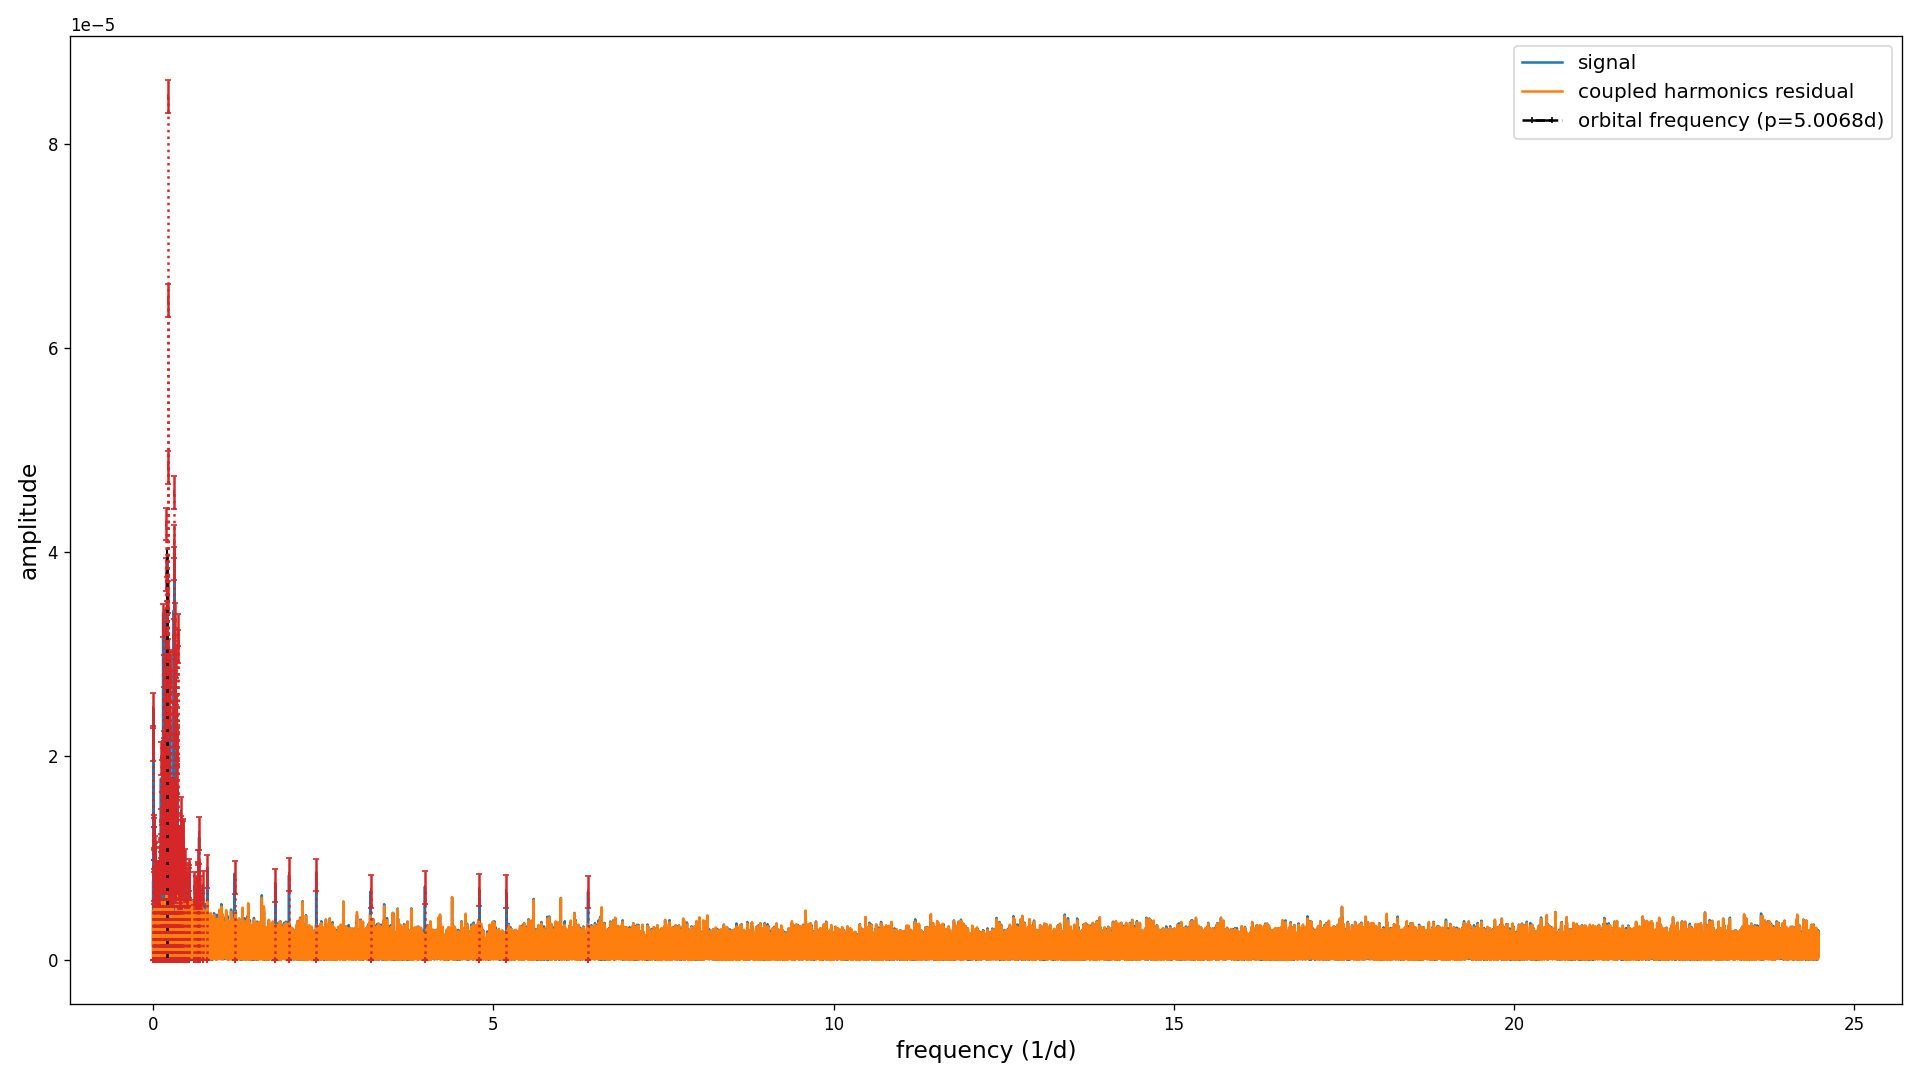 1e−5
signal
coupled harmonics residual
orbital frequency (p=5.0068d)
8
6
4
2
0
amplitude
0 5 10 15 20 25
frequency (1/d)